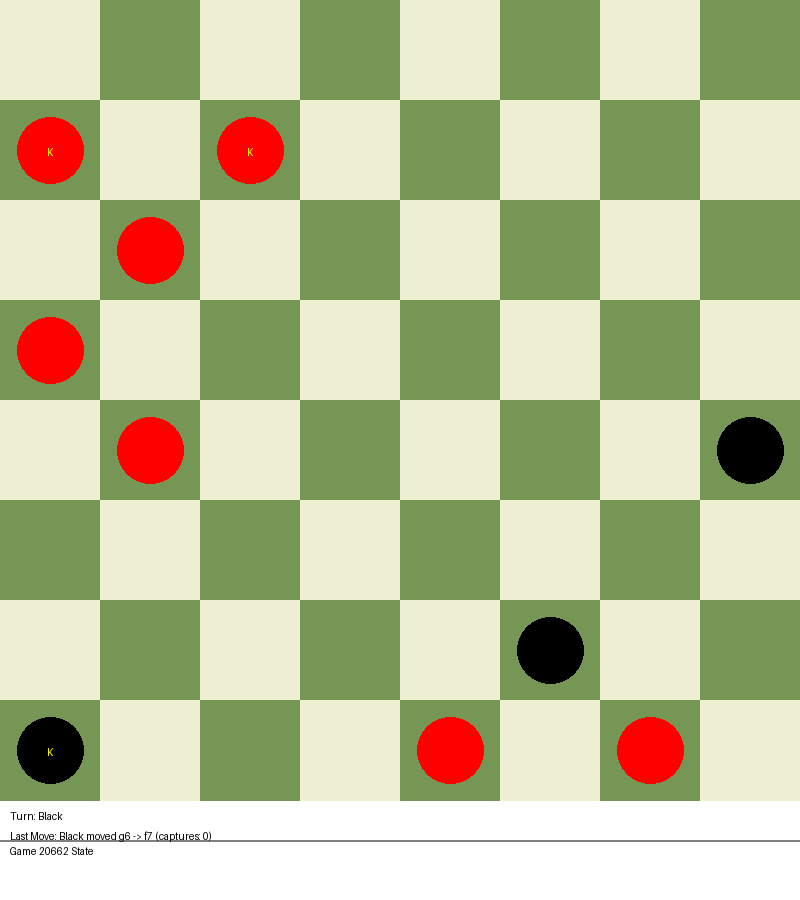 K
K
K
Turn: Black
Last Move: Black moved g6 -> f7 (captures: 0)
Game 20662 State